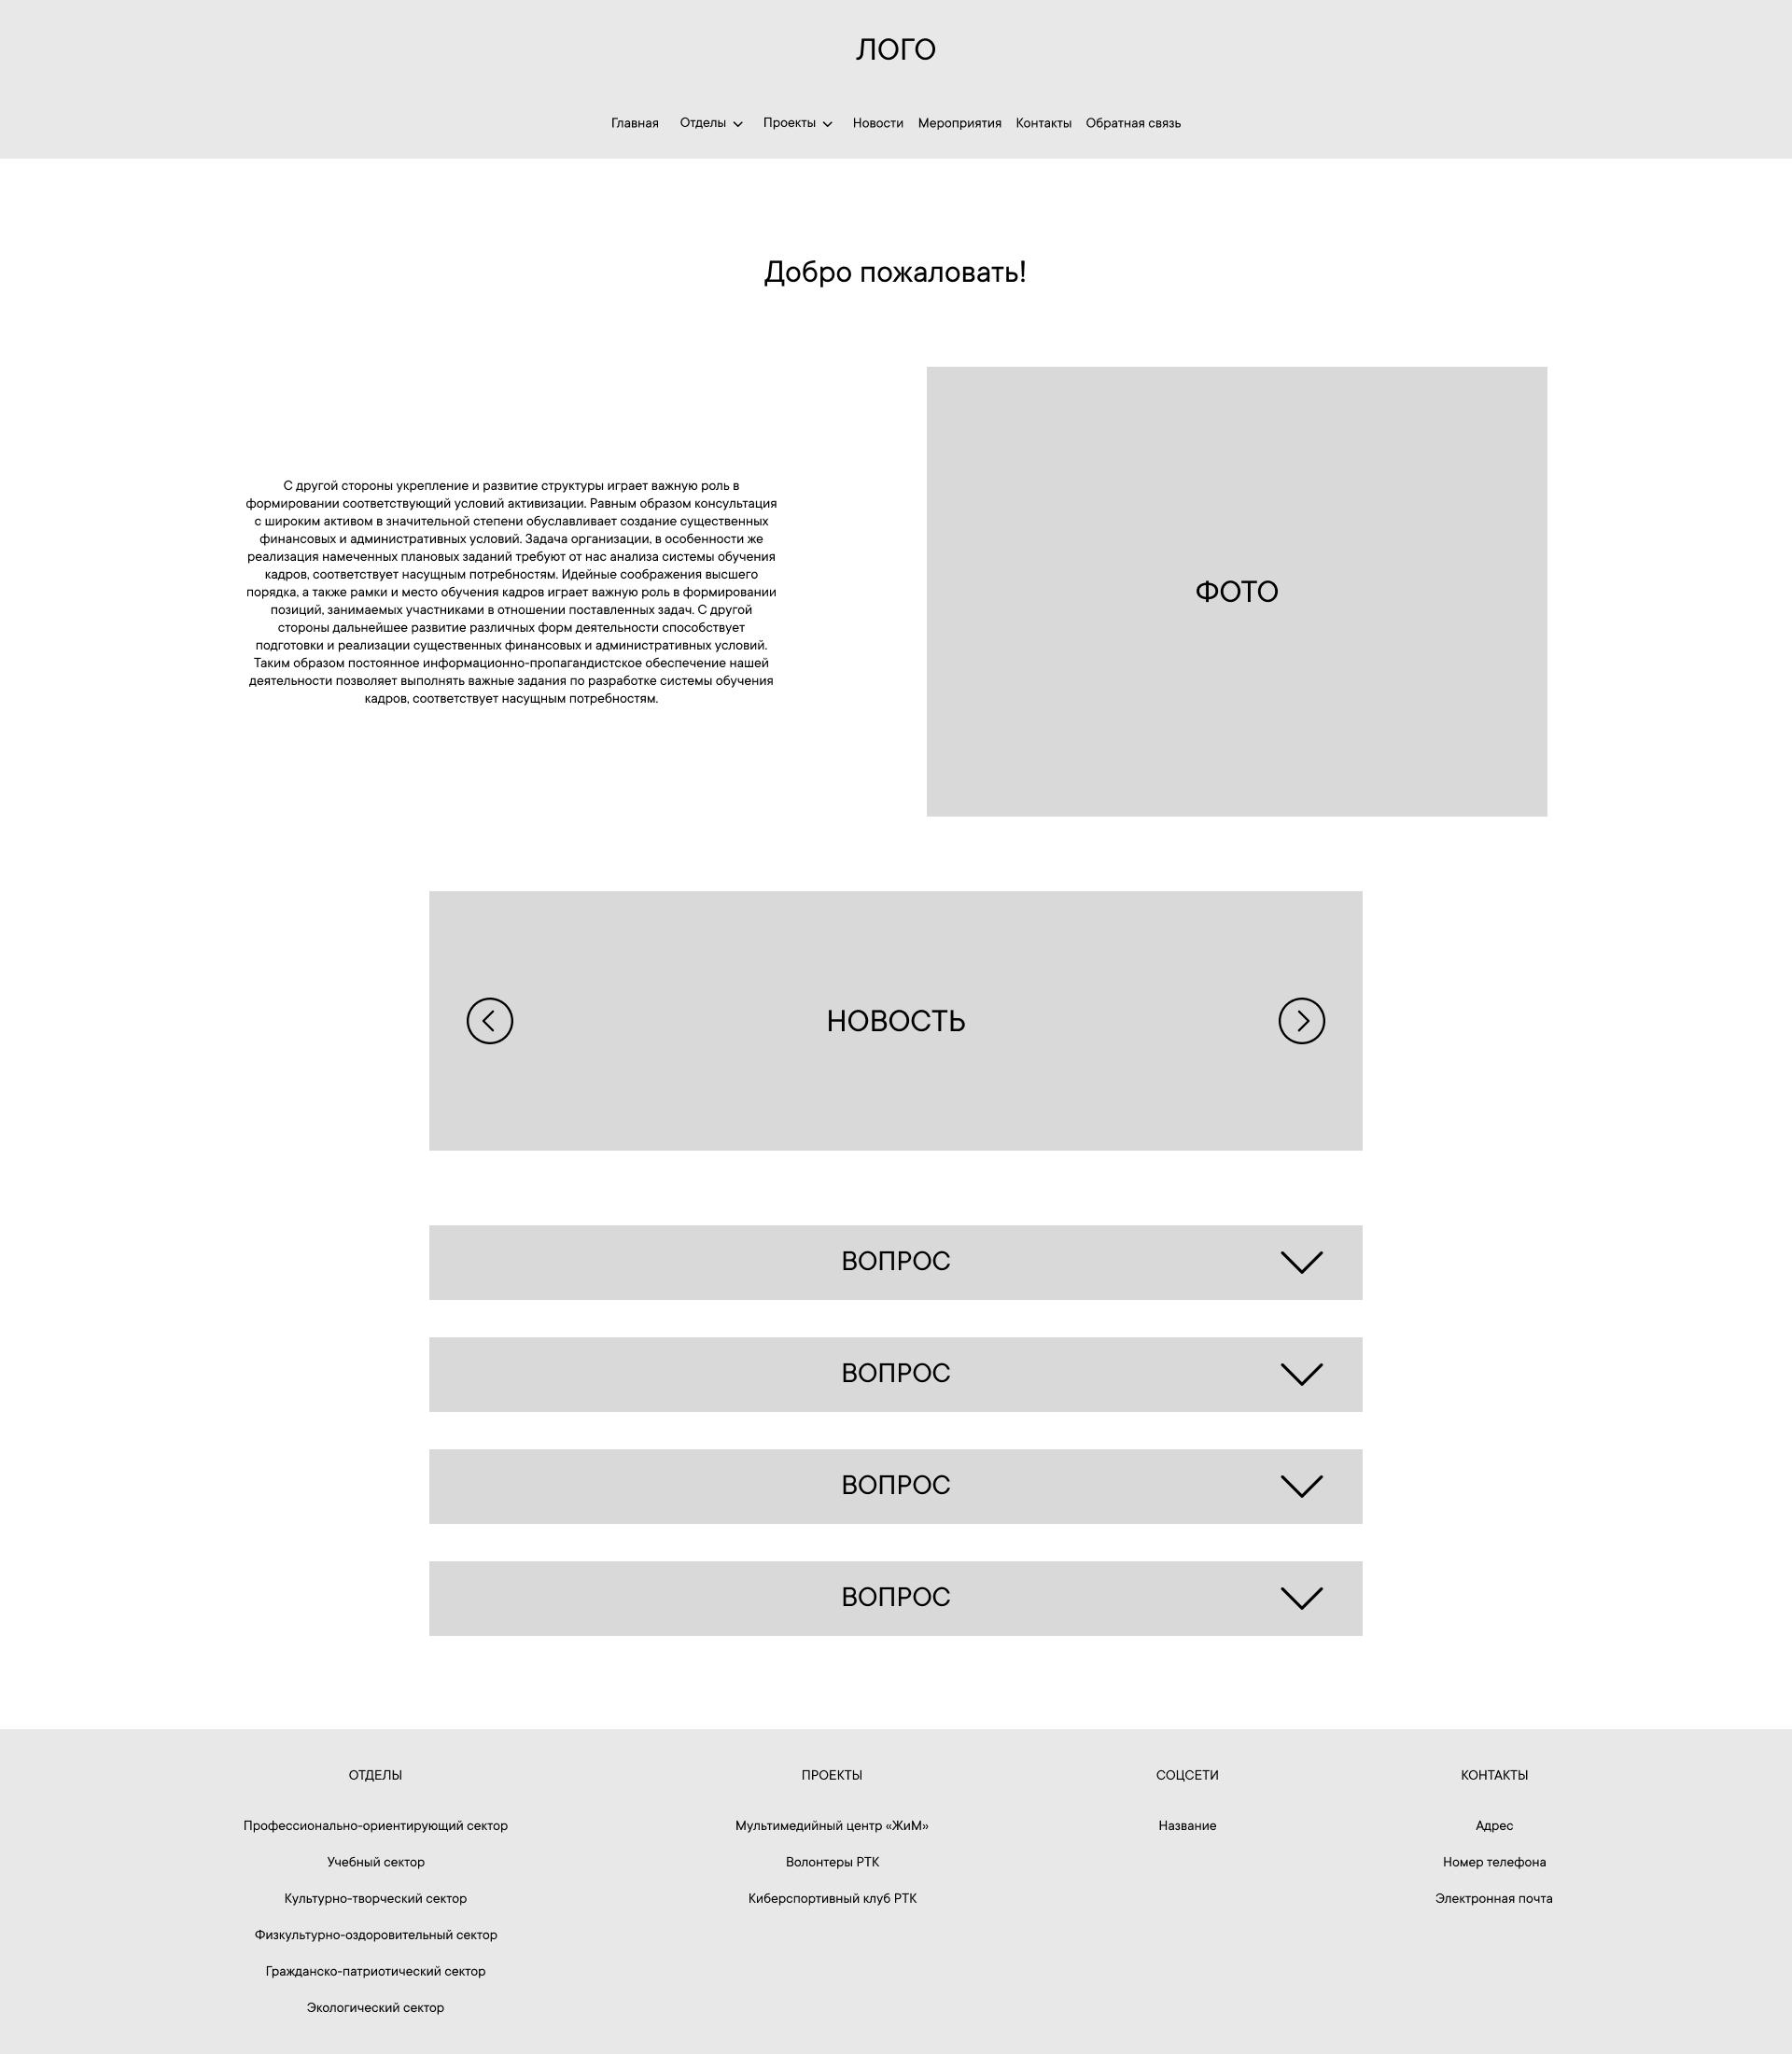 ЛОГО
Главная Отделы Проекты Новости Мероприятия Контакты Обратная связь
Добро пожаловать!
С другой стороны укрепление и развитие структуры играет важную роль в
формировании соответствующий условий активизации. Равным образом консультация
с широким активом в значительной степени обуславливает создание существенных
финансовых и административных условий. Задача организации, в особенности же
реализация намеченных плановых заданий требуют от нас анализа системы обучения
кадров, соответствует насущным потребностям. Идейные соображения высшего
порядка, а также рамки и место обучения кадров играет важную роль в формировании
позиций, занимаемых участниками в отношении поставленных задач. С другой
стороны дальнейшее развитие различных форм деятельности способствует
подготовки и реализации существенных финансовых и административных условий.
Таким образом постоянное информационно-пропагандистское обеспечение нашей
деятельности позволяет выполнять важные задания по разработке системы обучения
кадров, соответствует насущным потребностям.
ФОТО
НОВОСТЬ
ВОПРОС
ВОПРОС
ВОПРОС
ВОПРОС
ОТДЕЛЫ
Профессионально-ориентирующий сектор
Учебный сектор
Культурно-творческий сектор
Физкультурно-оздоровительный сектор
Гражданско-патриотический сектор
Экологический сектор
ПРОЕКТЫ
Мультимедийный центр «ЖиМ»
Волонтеры РТК
Киберспортивный клуб РТК
СОЦСЕТИ
Название
КОНТАКТЫ
Адрес
Номер телефона
Электронная почта